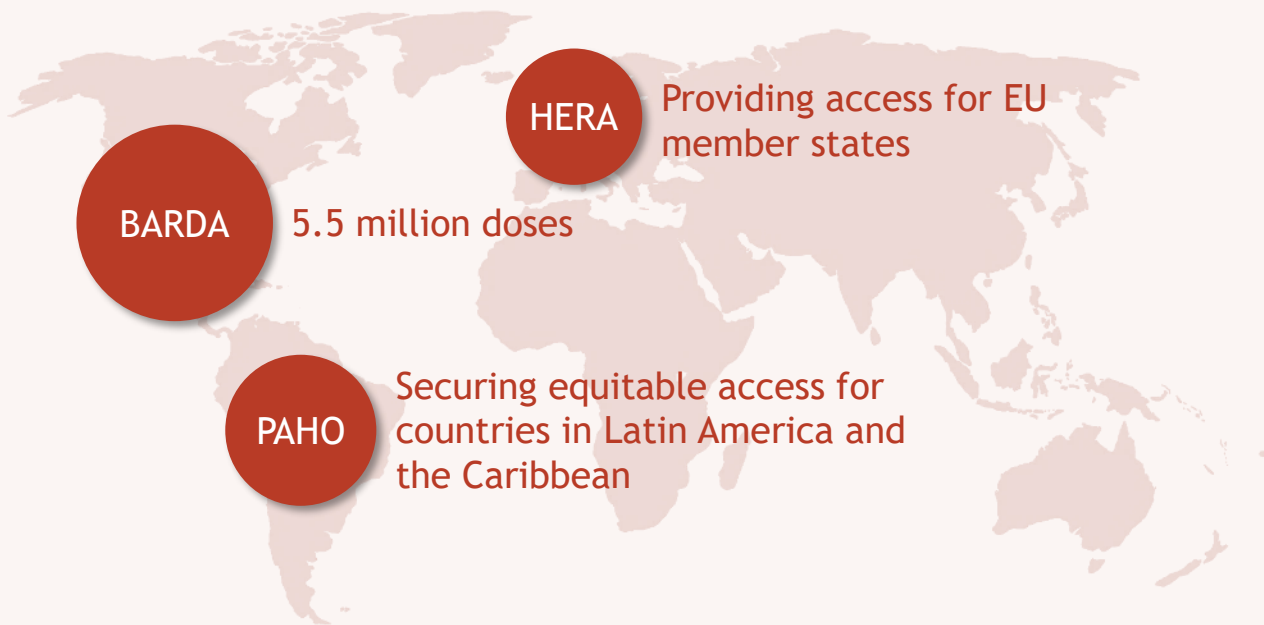 HERA
Providing access for EU
member states
BARDA
5.5 million doses
PAHO
Securing equitable access for
countries in Latin America and
the Caribbean